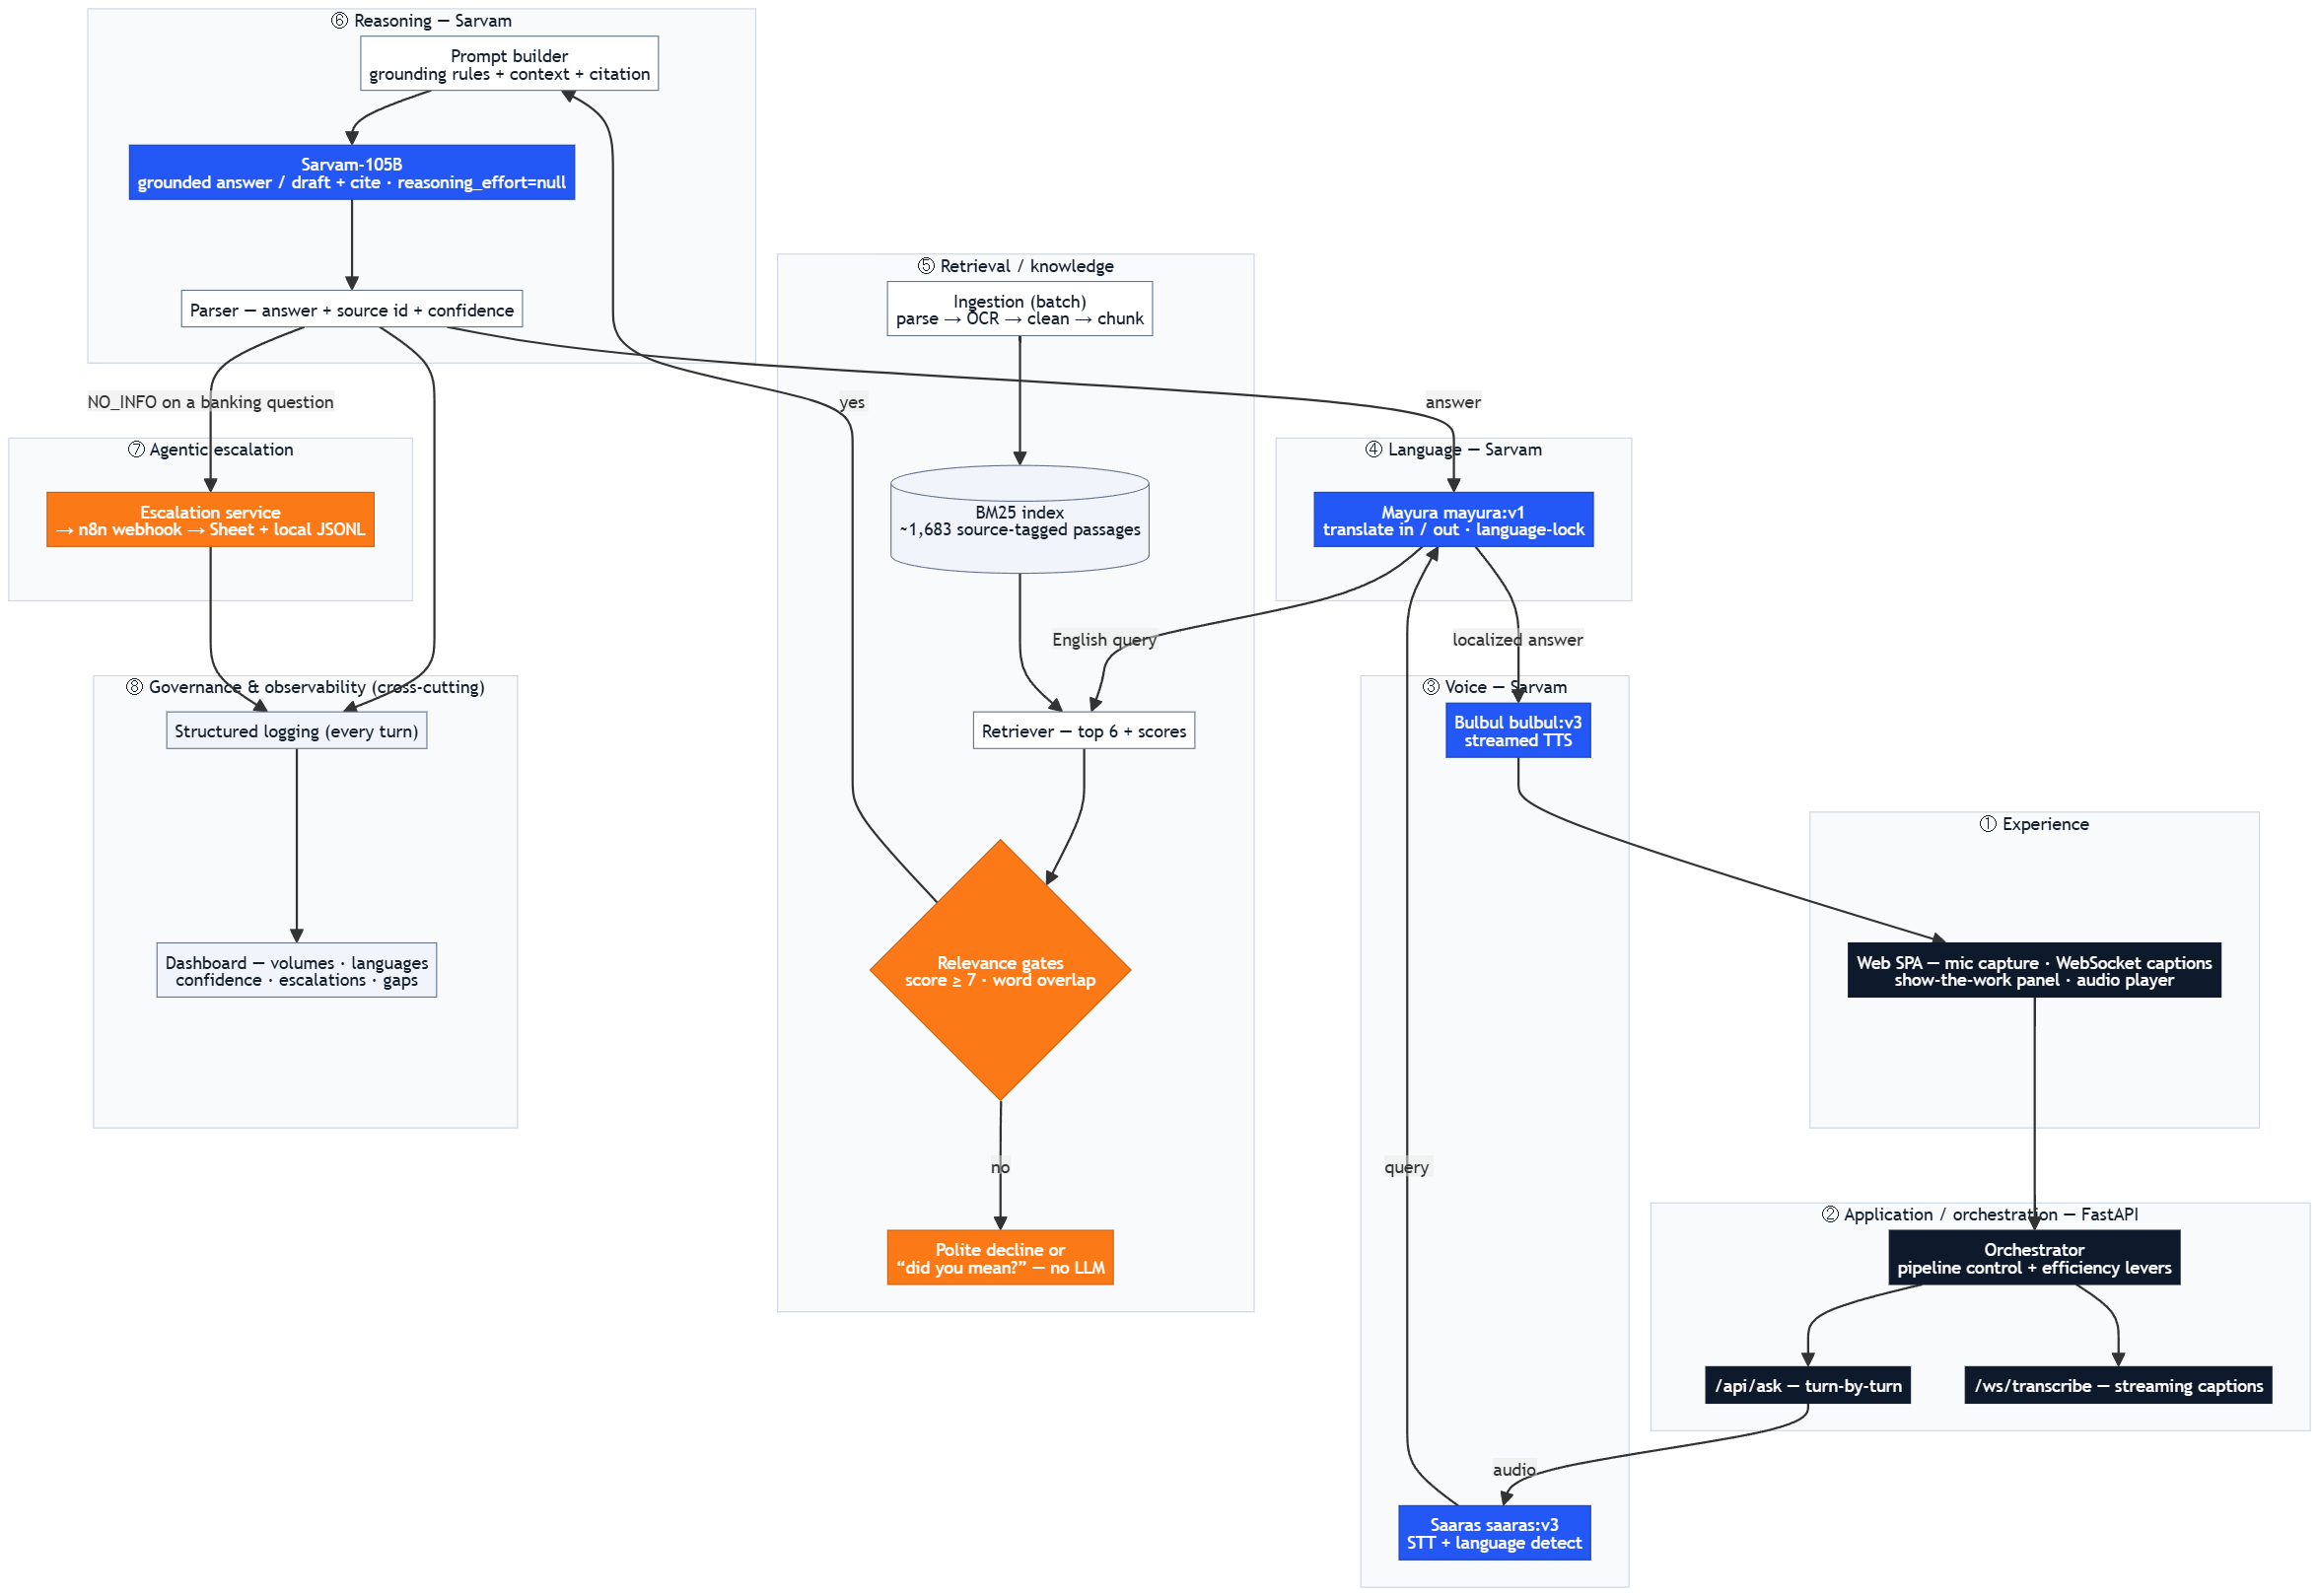 ⑥ Reasoning — Sarvam
Prompt builder
grounding rules + context + citation
Sarvam-105B
grounded answer / draft + cite · reasoning_effort=null
Parser — answer + source id + confidence
NO_INFO on a banking question
yes
answer
⑤ Retrieval / knowledge
Ingestion (batch)
parse → OCR → clean → chunk
BM25 index
~1,683 source-tagged passages
English query
Retriever — top 6 + scores
Relevance gates
score ≥ 7 · word overlap
no
Polite decline or
“did you mean?” — no LLM
⑦ Agentic escalation
Escalation service
→ n8n webhook → Sheet + local JSONL
⑧ Governance & observability (cross-cutting)
Structured logging (every turn)
Dashboard — volumes · languages
confidence · escalations · gaps
④ Language — Sarvam
Mayura mayura:v1
translate in / out · language-lock
localized answer
③ Voice — Sarvam
Bulbul bulbul:v3
streamed TTS
query
audio
Saaras saaras:v3
STT + language detect
① Experience
Web SPA — mic capture · WebSocket captions
show-the-work panel · audio player
② Application / orchestration — FastAPI
Orchestrator
pipeline control + efficiency levers
/api/ask — turn-by-turn
/ws/transcribe — streaming captions